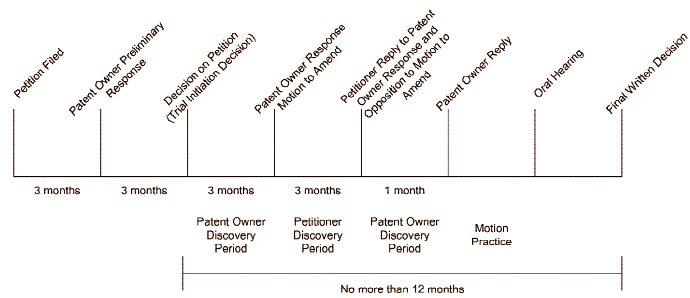 Petition Filed
Patent Owner Preliminary
Response
Decision on Petition
(Trial Initiation Decision)
Patent Owner Response
Motion to Amend
Petitioner Reply to Patent
Owner Response and
Opposition to Motion to
Amend
Patent Owner Reply
Oral Hearing
Final Written Decision
3 months
3 months
3 months
3 months
1 month
Patent Owner
Discovery
Period
Petitioner
Discovery
Period
Patent Owner
Discovery
Period
Motion
Practice
No more than 12 months